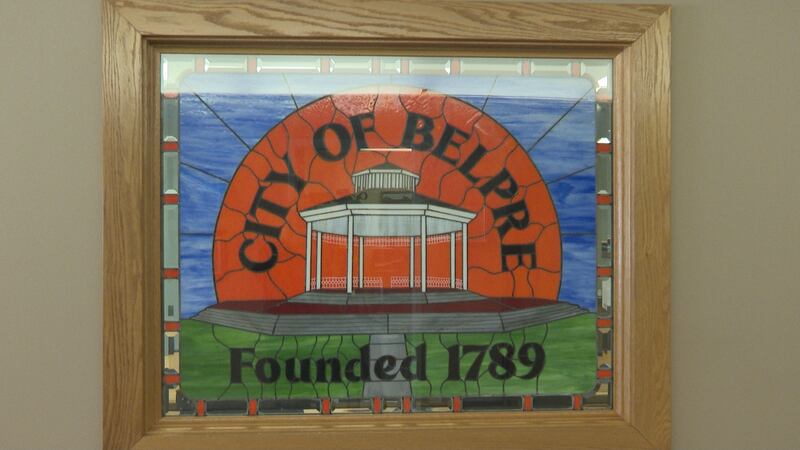 CITY OF BELPRE
Founded 1789